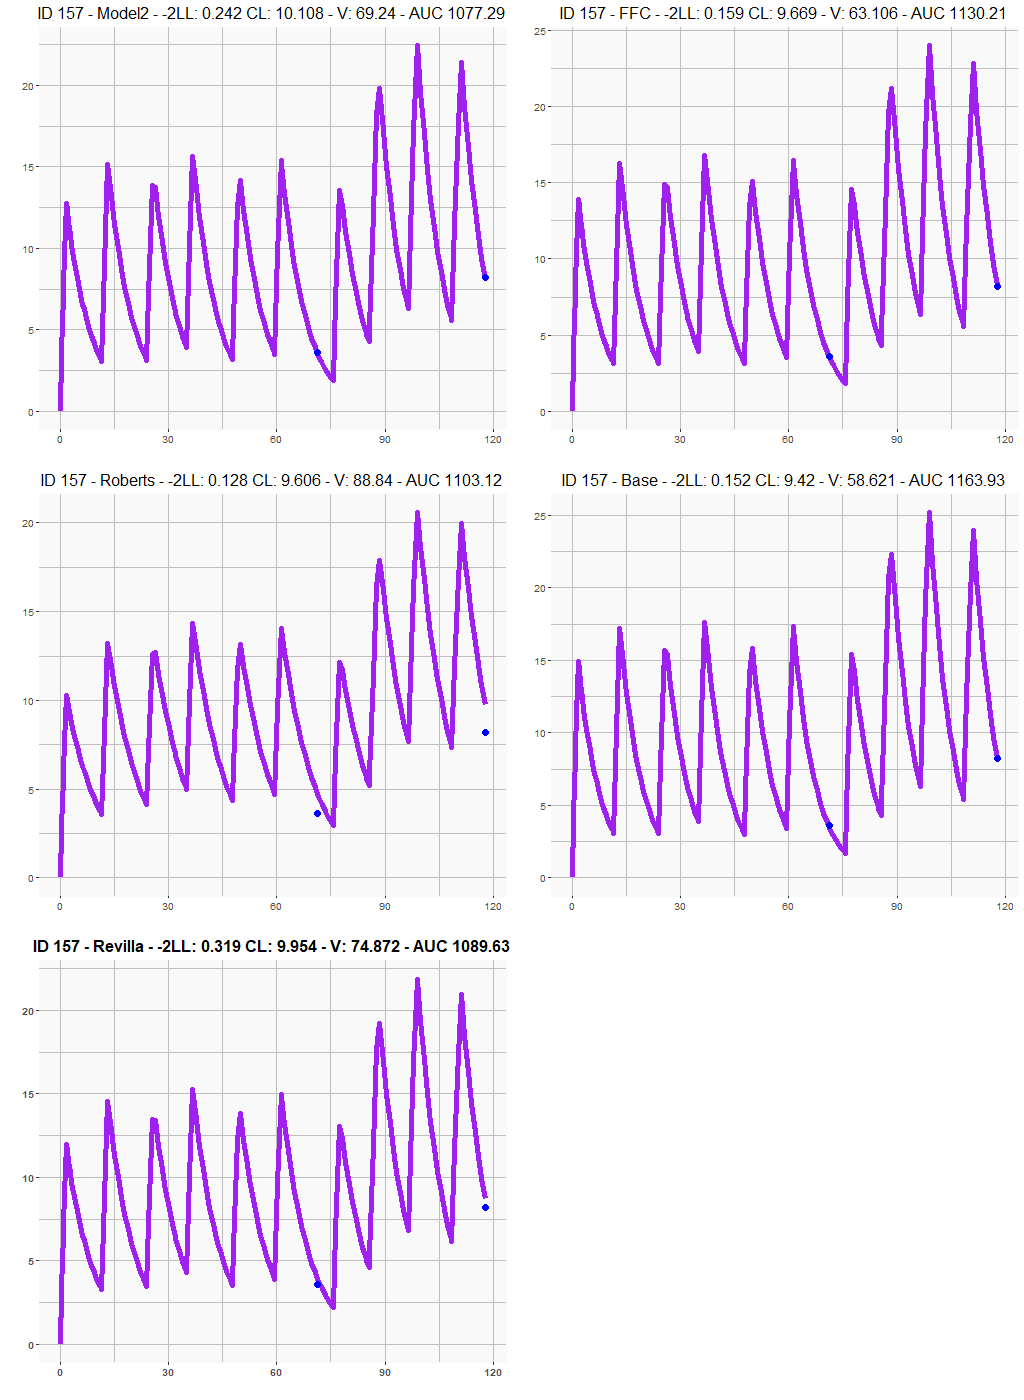 ID 157 - Model2 - -2LL: 0.242 CL: 10.108 - V: 69.24 - AUC 1077.29
20
15
10
5
0
0 30 60 90 120
ID 157 - FFC - -2LL: 0.159 CL: 9.669 - V: 63.106 - AUC 1130.21
25
20
15
10
5
0
0 30 60 90 120
ID 157 - Roberts - -2LL: 0.128 CL: 9.606 - V: 88.84 - AUC 1103.12
20
15
10
5
0
0 30 60 90 120
ID 157 - Base - -2LL: 0.152 CL: 9.42 - V: 58.621 - AUC 1163.93
25
20
15
10
5
0
0 30 60 90 120
ID 157 - Revilla - -2LL: 0.319 CL: 9.954 - V: 74.872 - AUC 1089.63
20
15
10
5
0
0 30 60 90 120